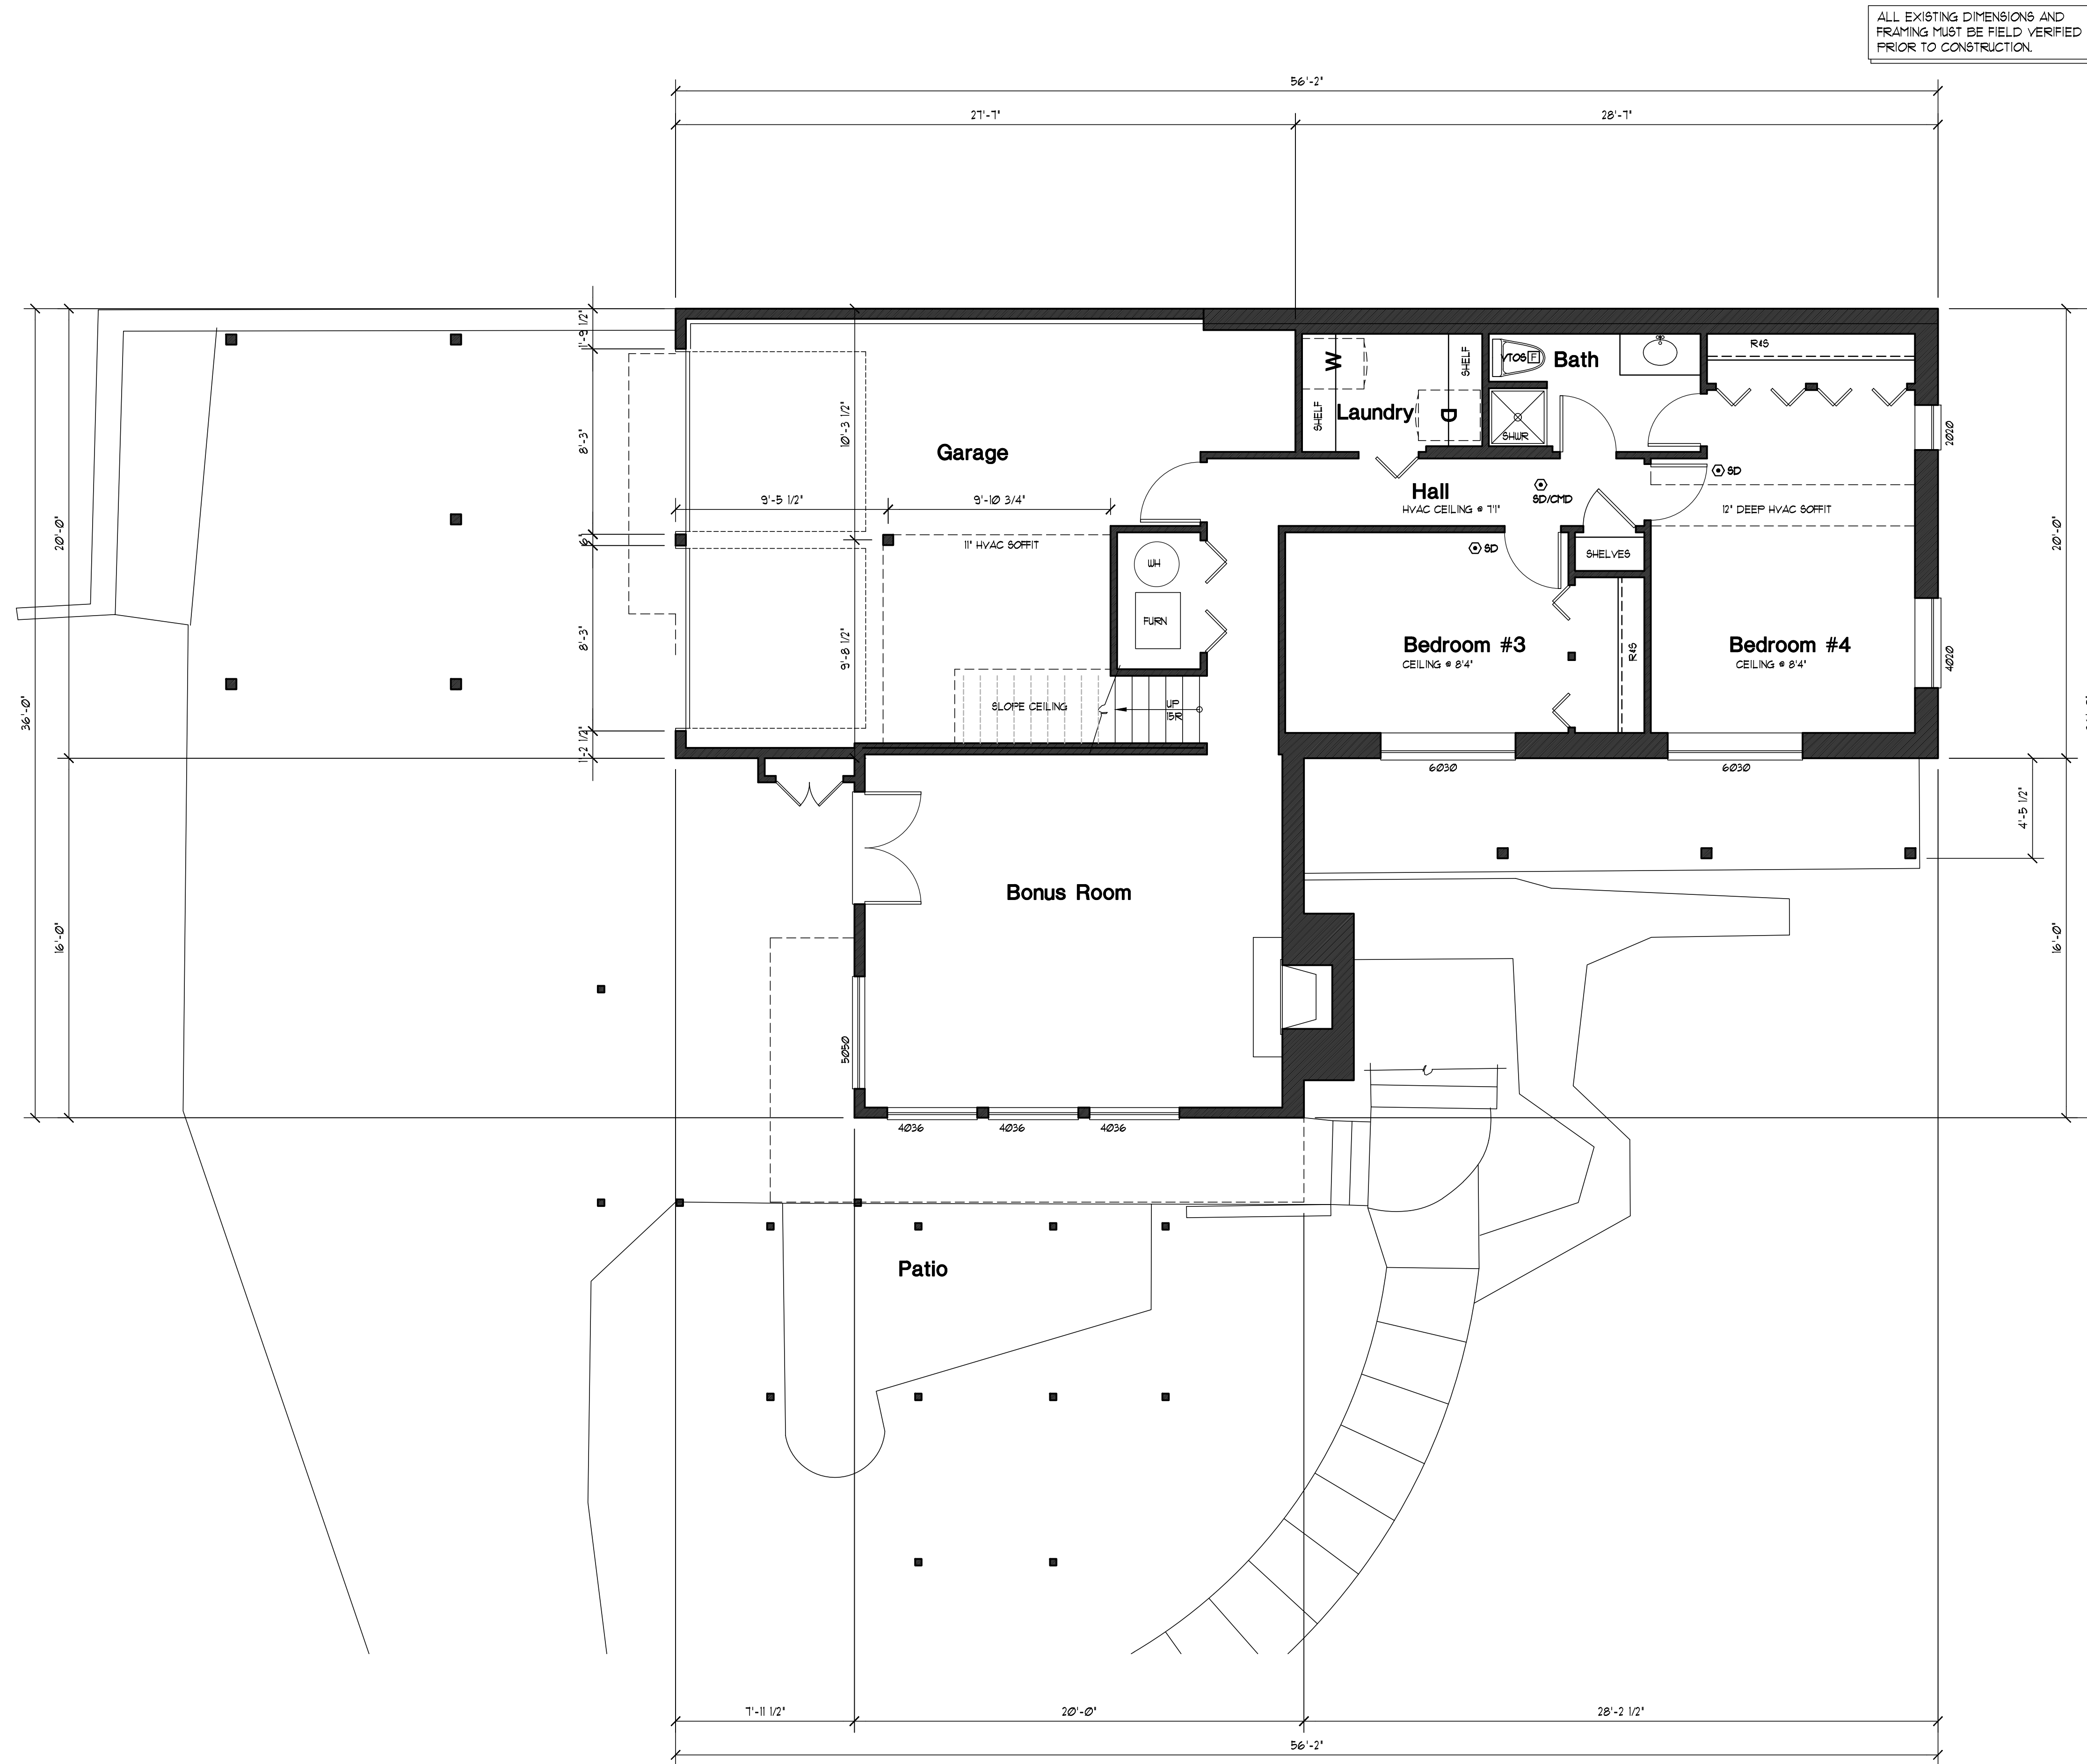 ALL EXISTING DIMENSIONS AND
FRAMING MUST BE FIELD VERIFIED
PRIOR TO CONSTRUCTION.
56'-2"
27'-7"
28'-7"
1'-9 1/2"
W
SHELF
SHELF
VTOS F
Bath
R&S
Laundry
D
SHWR
2020
8'-3"
10'-3 1/2"
Garage
SD
Hall
SD/CMD
9'-5 1/2"
9'-10 3/4"
HVAC CEILING @ 7'1"
12" DEEP HVAC SOFFIT
20'-0"
20'-0"
11" HVAC SOFFIT
SD
SHELVES
WH
FURN
8'-3"
9'-8 1/2"
Bedroom #3
CEILING @ 8'4"
R&S
Bedroom #4
CEILING @ 8'4"
4020
36'-0"
SLOPE CEILING
UP
15R
1'-2 1/2"
6030
6030
4'-5 1/2"
Bonus Room
16'-0"
16'-0"
5050
4036
4036
4036
Patio
7'-11 1/2"
20'-0"
28'-2 1/2"
56'-2"